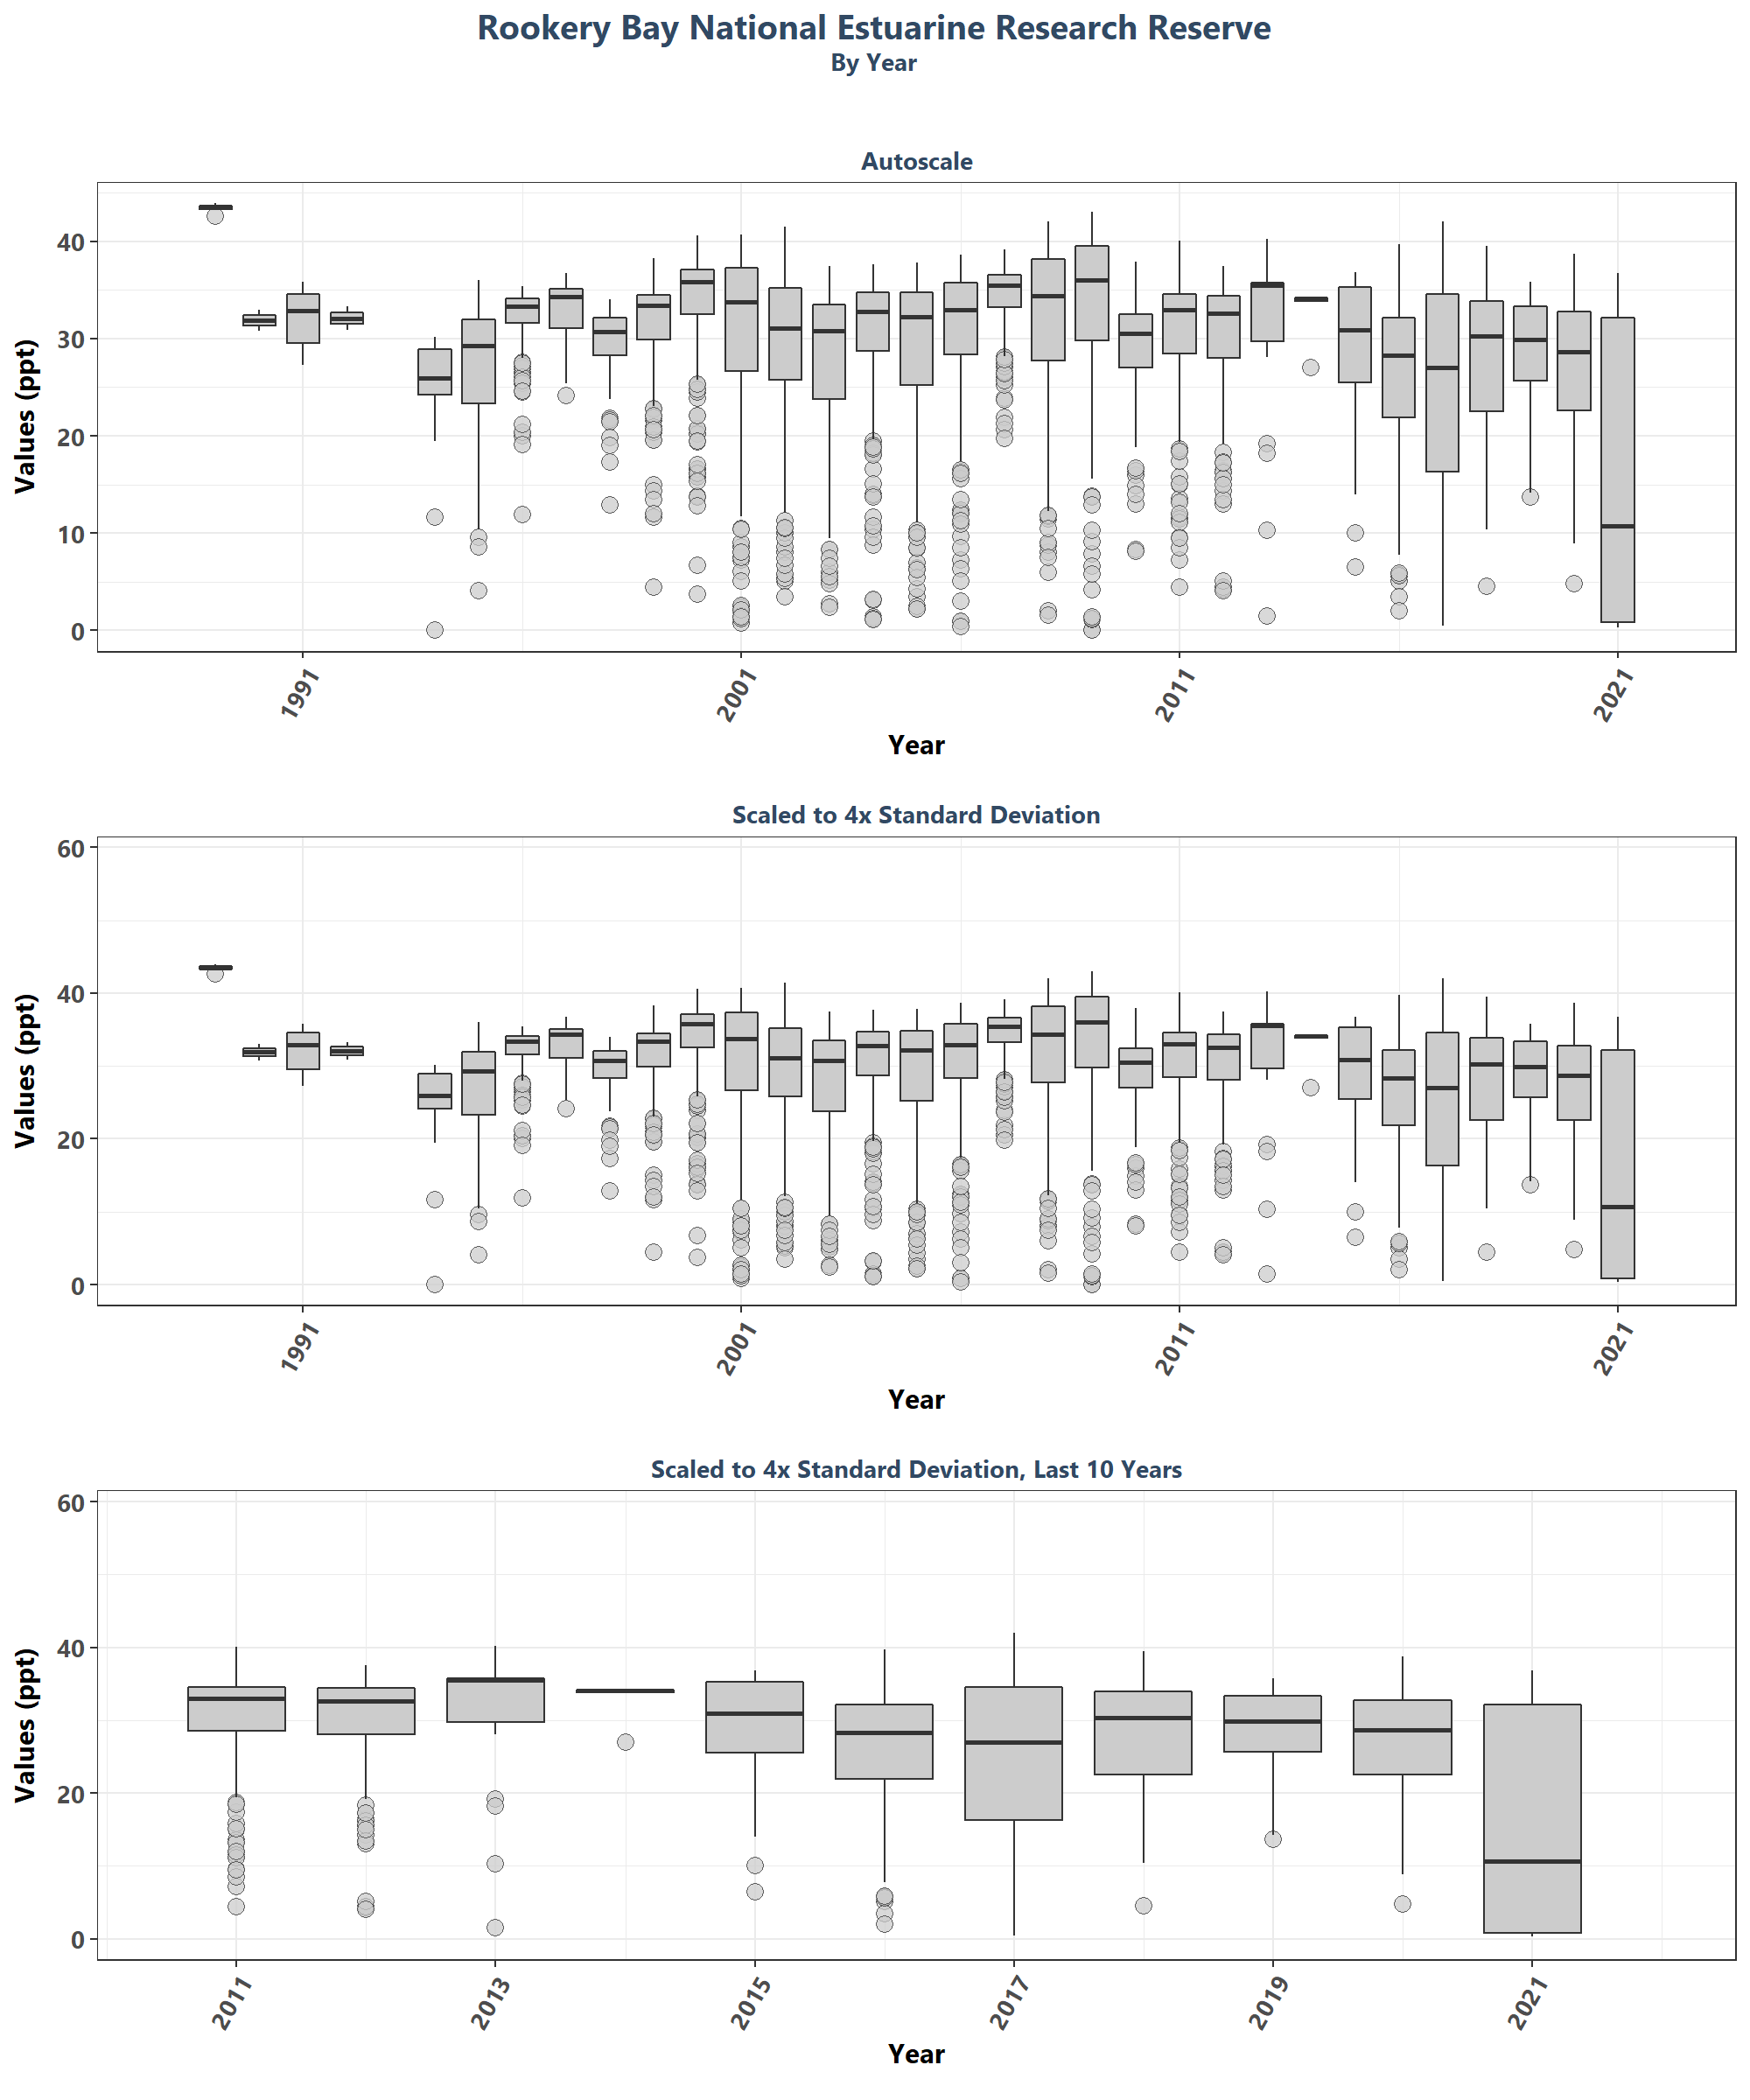 Rookery Bay National Estuarine Research Reserve
By Year
Autoscale
Values (ppt)
40
30
20
10
0
1991
2001
2011
2021
Year
Scaled to 4x Standard Deviation
Values (ppt)
60
40
20
0
1991
2001
2011
2021
Year
Scaled to 4x Standard Deviation, Last 10 Years
Values (ppt)
60
40
20
0
2011
2013
2015
2017
2019
2021
Year